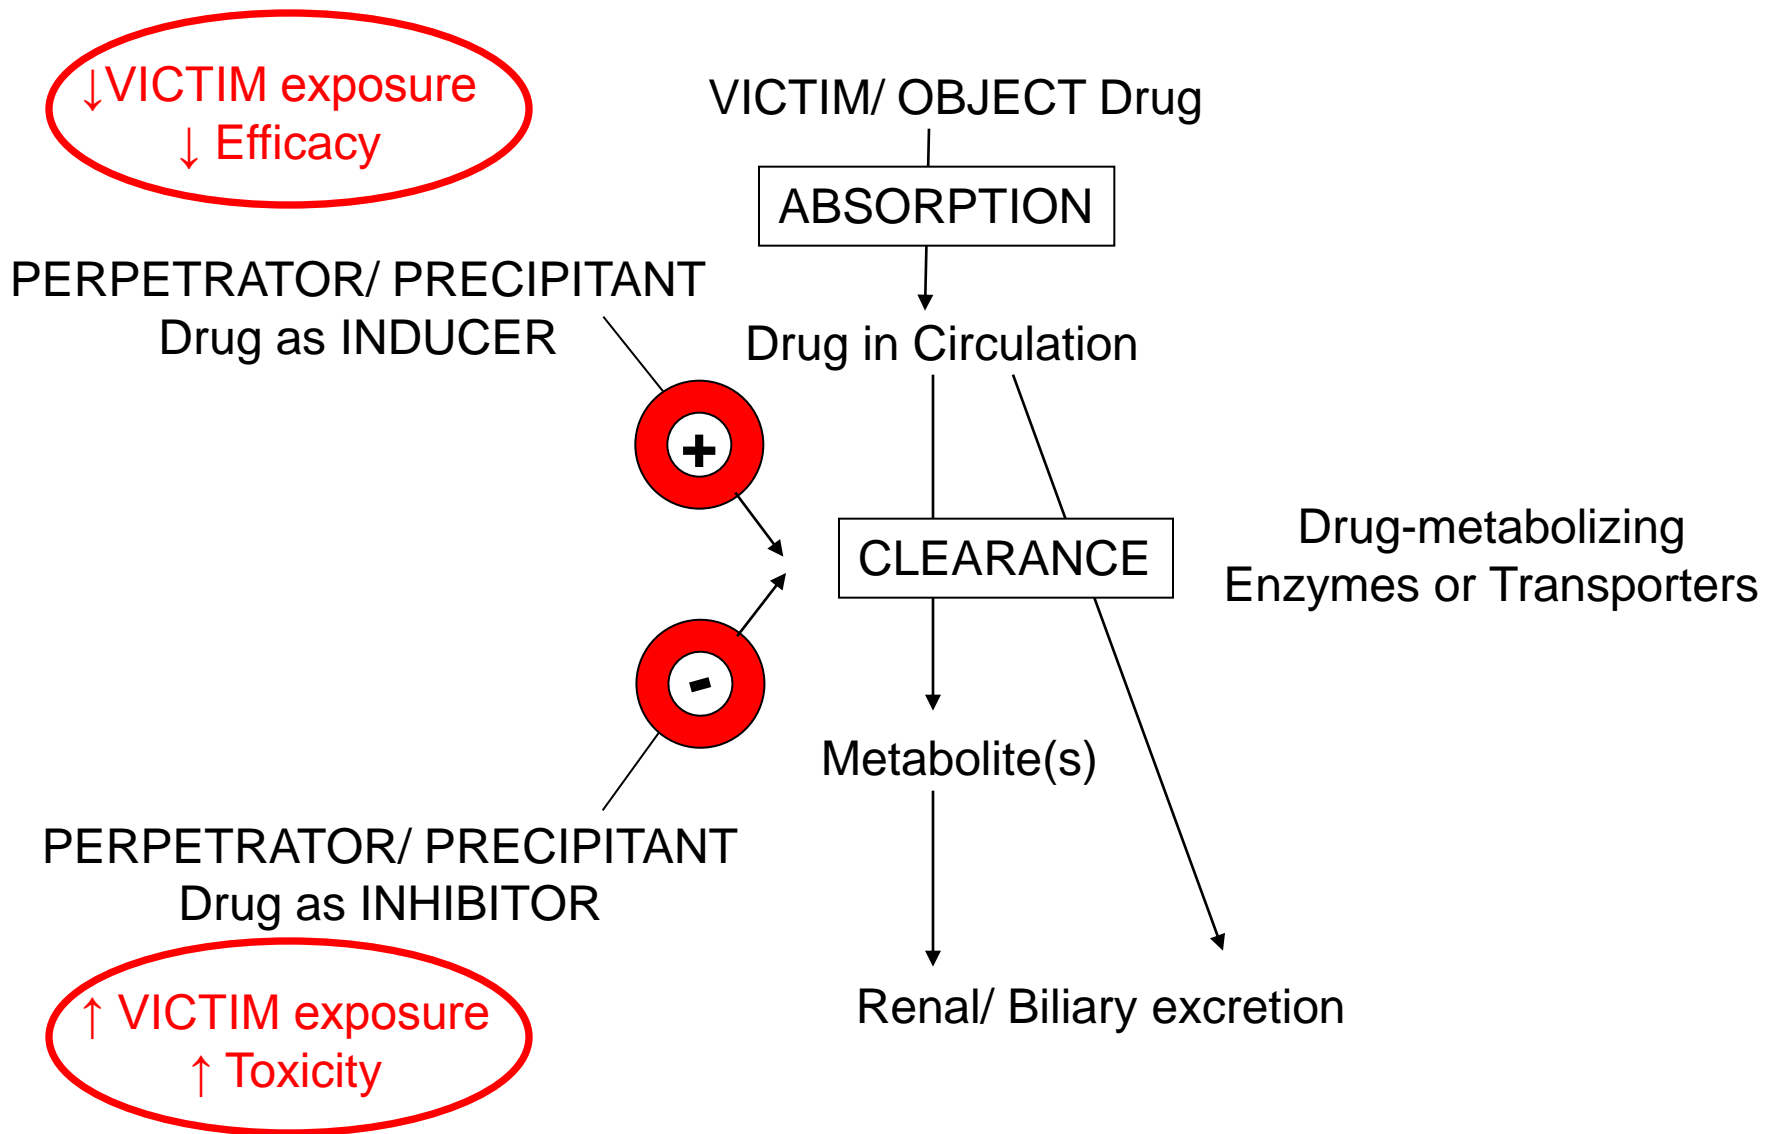 ↓VICTIM exposure
↓ Efficacy
VICTIM/ OBJECT Drug
ABSORPTION
PERPETRATOR/ PRECIPITANT
Drug as INDUCER
Drug in Circulation
+
CLEARANCE
Drug-metabolizing
Enzymes or Transporters
-
Metabolite(s)
PERPETRATOR/ PRECIPITANT
Drug as INHIBITOR
↑ VICTIM exposure
↑ Toxicity
Renal/ Biliary excretion